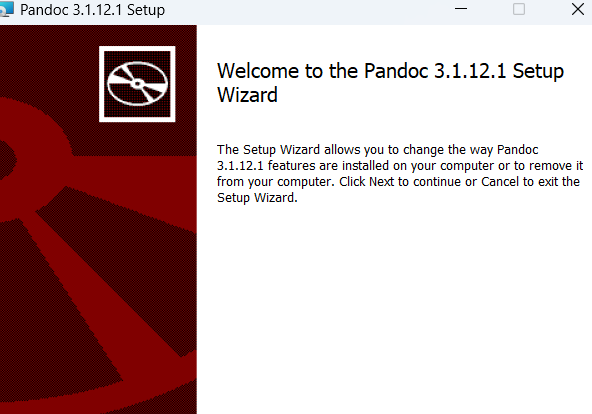 Pandoc 3.1.12.1 Setup
Welcome to the Pandoc 3.1.12.1 Setup
Wizard
The Setup Wizard allows you to change the way Pandoc
3.1.12.1 features are installed on your computer or to remove it
from your computer. Click Next to continue or Cancel to exit the
Setup Wizard.